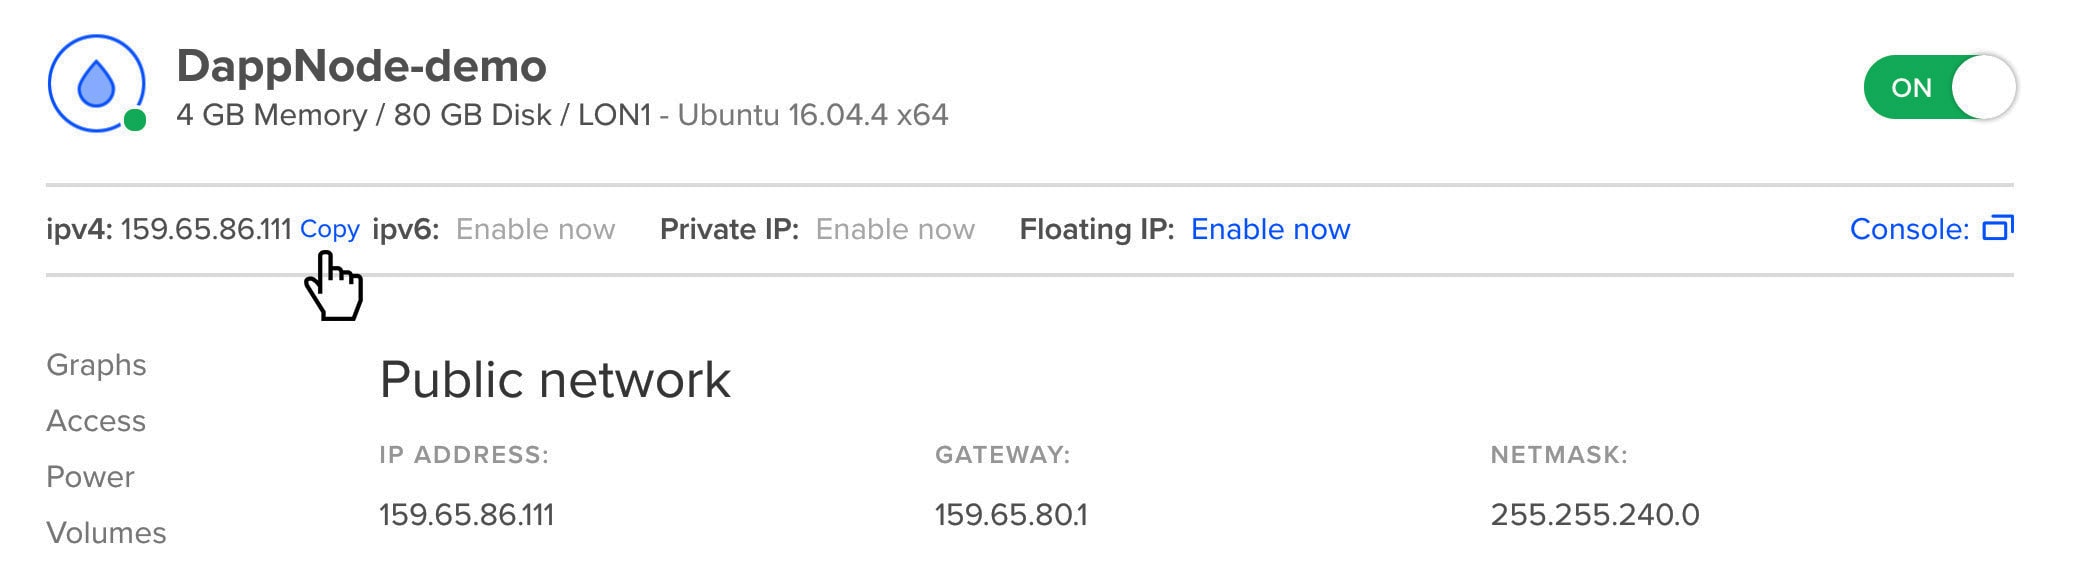 DappNode-demo
ON
4 GB Memory / 80 GB Disk / LON1 - Ubuntu 16.04.4 x64
ipv4: 159.65.86.111 Copy ipv6: Enable now Private IP: Enable now Floating IP: Enable now Console:
Graphs
Access
Power
Volumes
Public network
IP ADDRESS: GATEWAY: NETMASK:
159.65.86.111 159.65.80.1 255.255.240.0